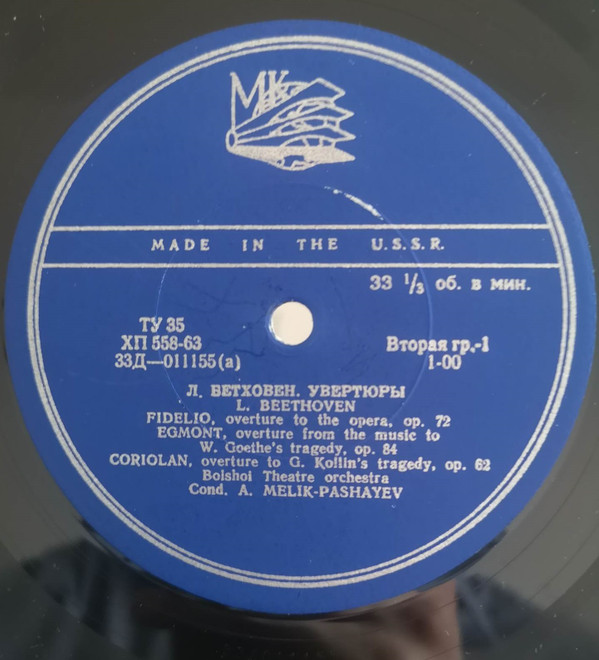 МК
MADE IN THE U.S.S.R.
33 1/3 об. в мин.
ТУ 35
ХП 558-63
33Д—011155(а)
Вторая гр.-1
1-00
Л. БЕТХОВЕН. УВЕРТЮРЫ
L. BEETHOVEN
FIDELIO, overture to the opera, op. 72
EGMONT, overture from the music to
W. Goethe's tragedy, op. 84
CORIOLAN, overture to G. Kollin's tragedy, op. 62
Bolshoi Theatre orchestra
Cond. A. MELIK-PASHAYEV